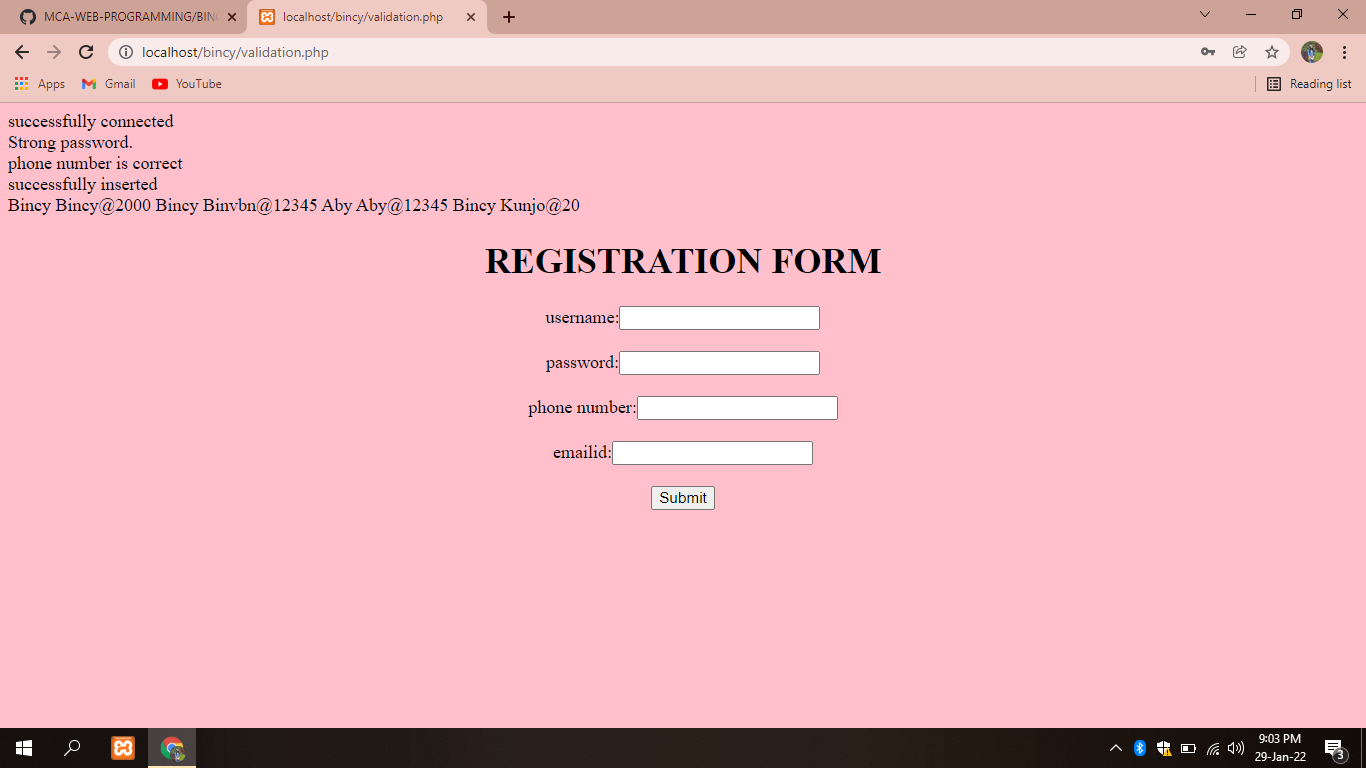 MCA-WEB-PROGRAMMING/BIN
localhost/bincy/validation.php
localhost/bincy/validation.php
Apps Gmail YouTube Reading list
successfully connected
Strong password.
phone number is correct
successfully inserted
Bincy Bincy@2000 Bincy Binvbn@12345 Aby Aby@12345 Bincy Kunjo@20
REGISTRATION FORM
username:
password:
phone number:
emailid:
Submit
9:03 PM
29-Jan-22
3